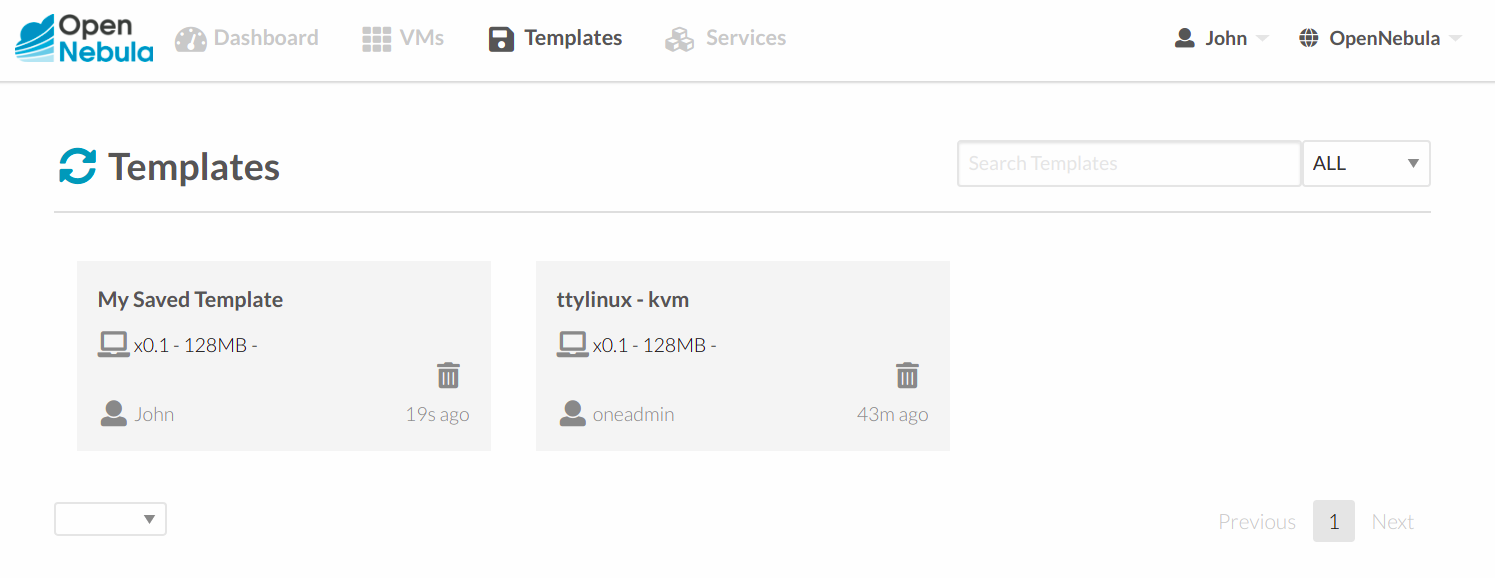 Open Nebula
Dashboard
VMs
Templates
Services
John
OpenNebula
Templates
Search Templates
ALL
My Saved Template
x0.1 - 128MB -
John
19s ago
ttylinux - kvm
x0.1 - 128MB -
oneadmin
43m ago
Previous
1
Next